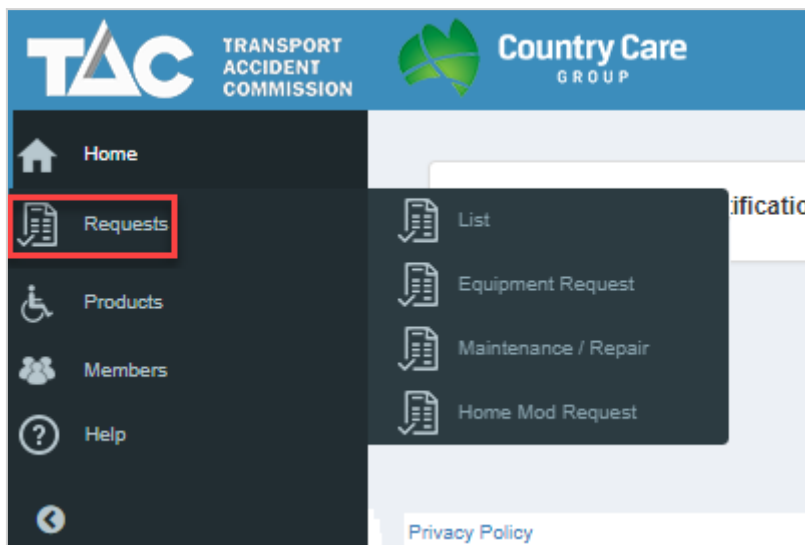 TAC
TRANSPORT
ACCIDENT
COMMISSION
Country Care
GROUP
Home
Requests
Products
Members
Help
List
Equipment Request
Maintenance / Repair
Home Mod Request
Privacy Policy